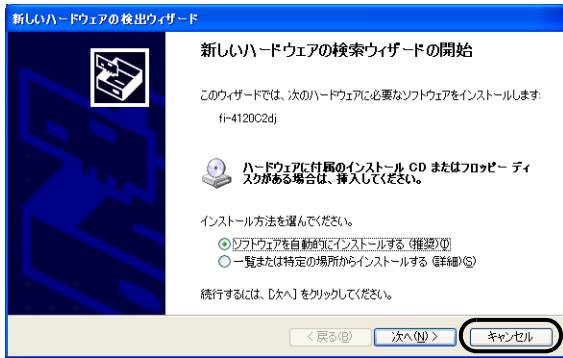 新しいハードウェアの検出ウィザード
新しいハードウェアの検索ウィザードの開始
このウィザードでは、次のハードウェアに必要なソフトウェアをインストールします:
fi-4120C2dj
ハードウェアに付属のインストール CD またはフロッピー ディ
スクがある場合は、挿入してください。
インストール方法を選んでください。
ソフトウェアを自動的にインストールする (推奨)(I)
一覧または特定の場所からインストールする (詳細)(S)
続行するには、[次へ] をクリックしてください。
< 戻る(B)
次へ(N) >
キャンセル